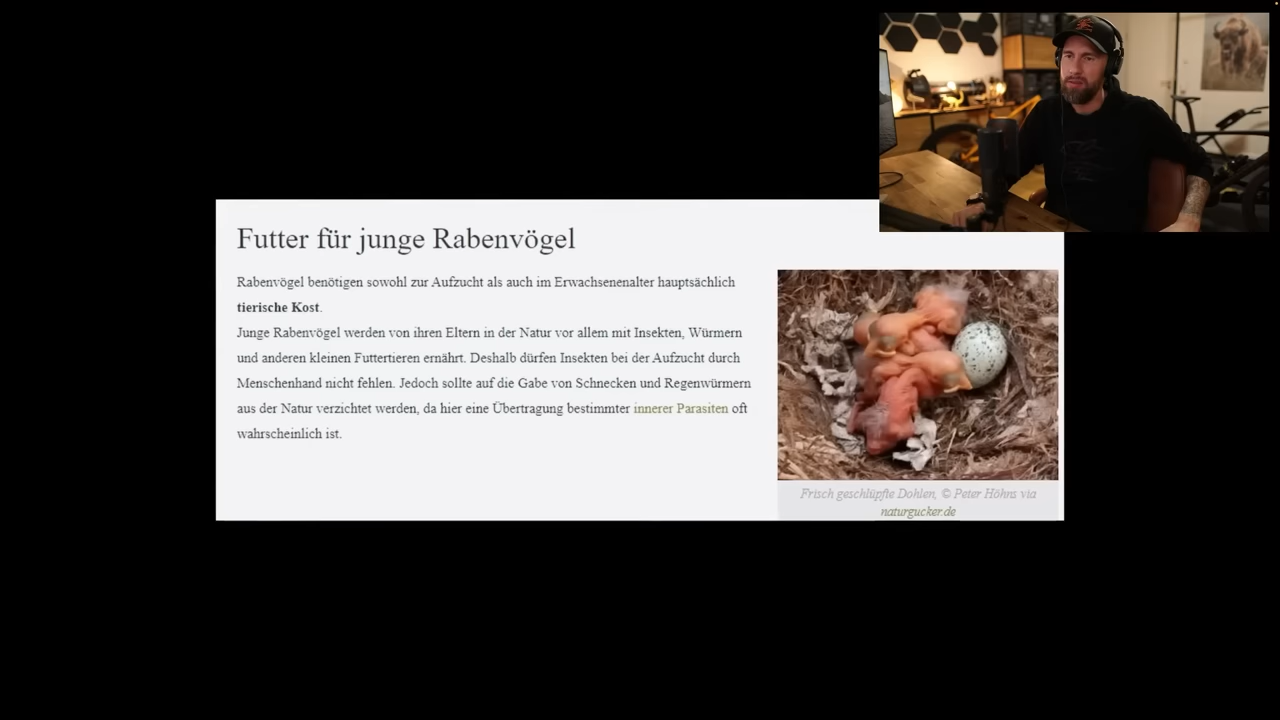 Futter für junge Rabenvögel
Rabenvögel benötigen sowohl zur Aufzucht als auch im Erwachsenenalter hauptsächlich
tierische Kost.
Junge Rabenvögel werden von ihren Eltern in der Natur vor allem mit Insekten, Würmern
und anderen kleinen Futtertieren ernährt. Deshalb dürfen Insekten bei der Aufzucht durch
Menschenhand nicht fehlen. Jedoch sollte auf die Gabe von Schnecken und Regenwürmern
aus der Natur verzichtet werden, da hier eine Übertragung bestimmter innerer Parasiten oft
wahrscheinlich ist.
Frisch geschlüpfte Dohlen, © Peter Höhns via
naturgucker.de